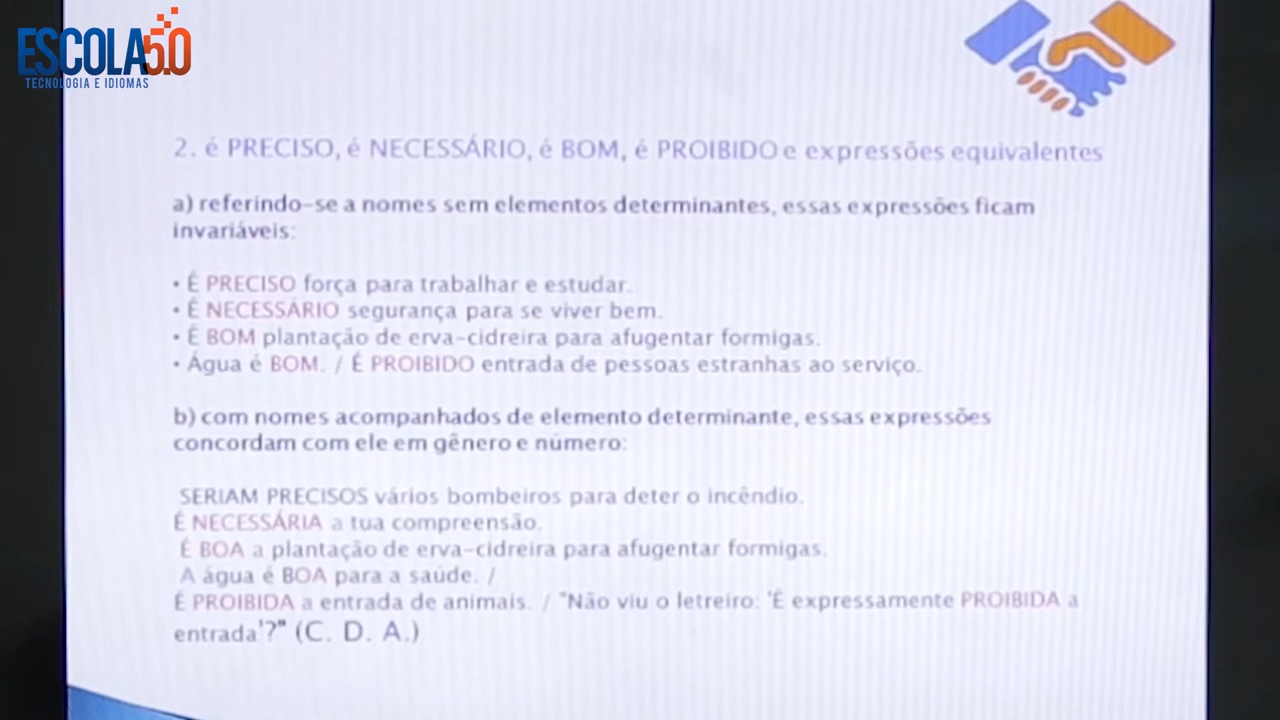 ESCOLA5.0
TECNOLOGIA E IDIOMAS
2. é PRECISO, é NECESSÁRIO, é BOM, é PROIBIDO e expressões equivalentes
a) referindo-se a nomes sem elementos determinantes, essas expressões ficam
invariáveis:
• É PRECISO força para trabalhar e estudar.
• É NECESSÁRIO segurança para se viver bem.
• É BOM plantação de erva-cidreira para afugentar formigas.
• Água é BOM. / É PROIBIDO entrada de pessoas estranhas ao serviço.
b) com nomes acompanhados de elemento determinante, essas expressões
concordam com ele em gênero e número:
SERIAM PRECISOS vários bombeiros para deter o incêndio.
É NECESSÁRIA a tua compreensão.
É BOA a plantação de erva-cidreira para afugentar formigas.
A água é BOA para a saúde. /
É PROIBIDA a entrada de animais. / "Não viu o letreiro: 'É expressamente PROIBIDA a
entrada'?" (C. D. A.)